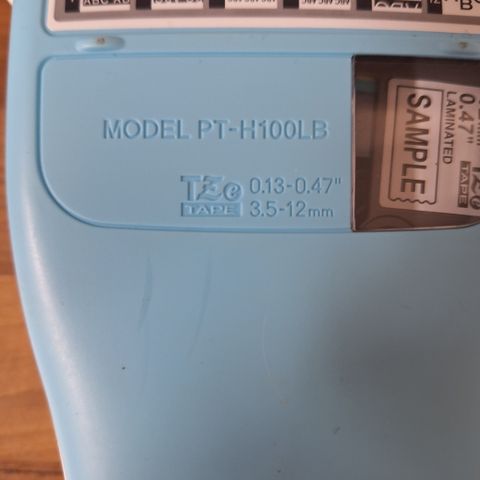 MODEL PT-H100LB
TZe 0.13-0.47"
TAPE 3.5-12mm
SAMPLE
LAMINATED
0.47"
TZe
TAPE